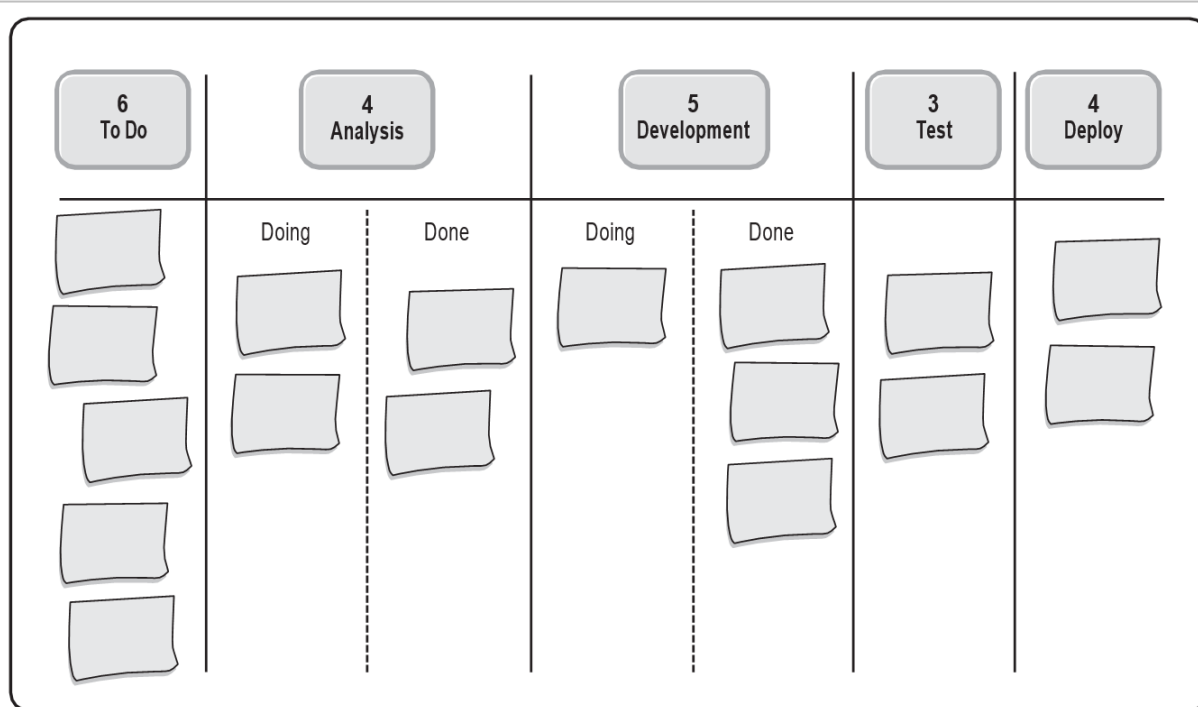 6
To Do
4
Analysis
5
Development
3
Test
4
Deploy
Doing
Done
Doing
Done